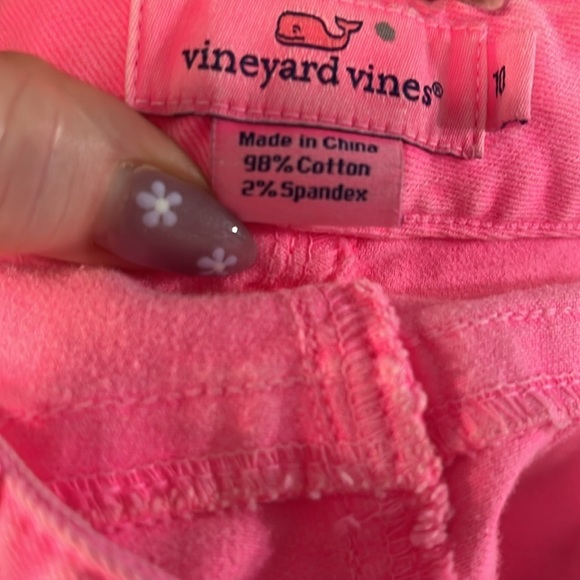 vineyard vines®
10
Made in China
98% Cotton
2% Spandex